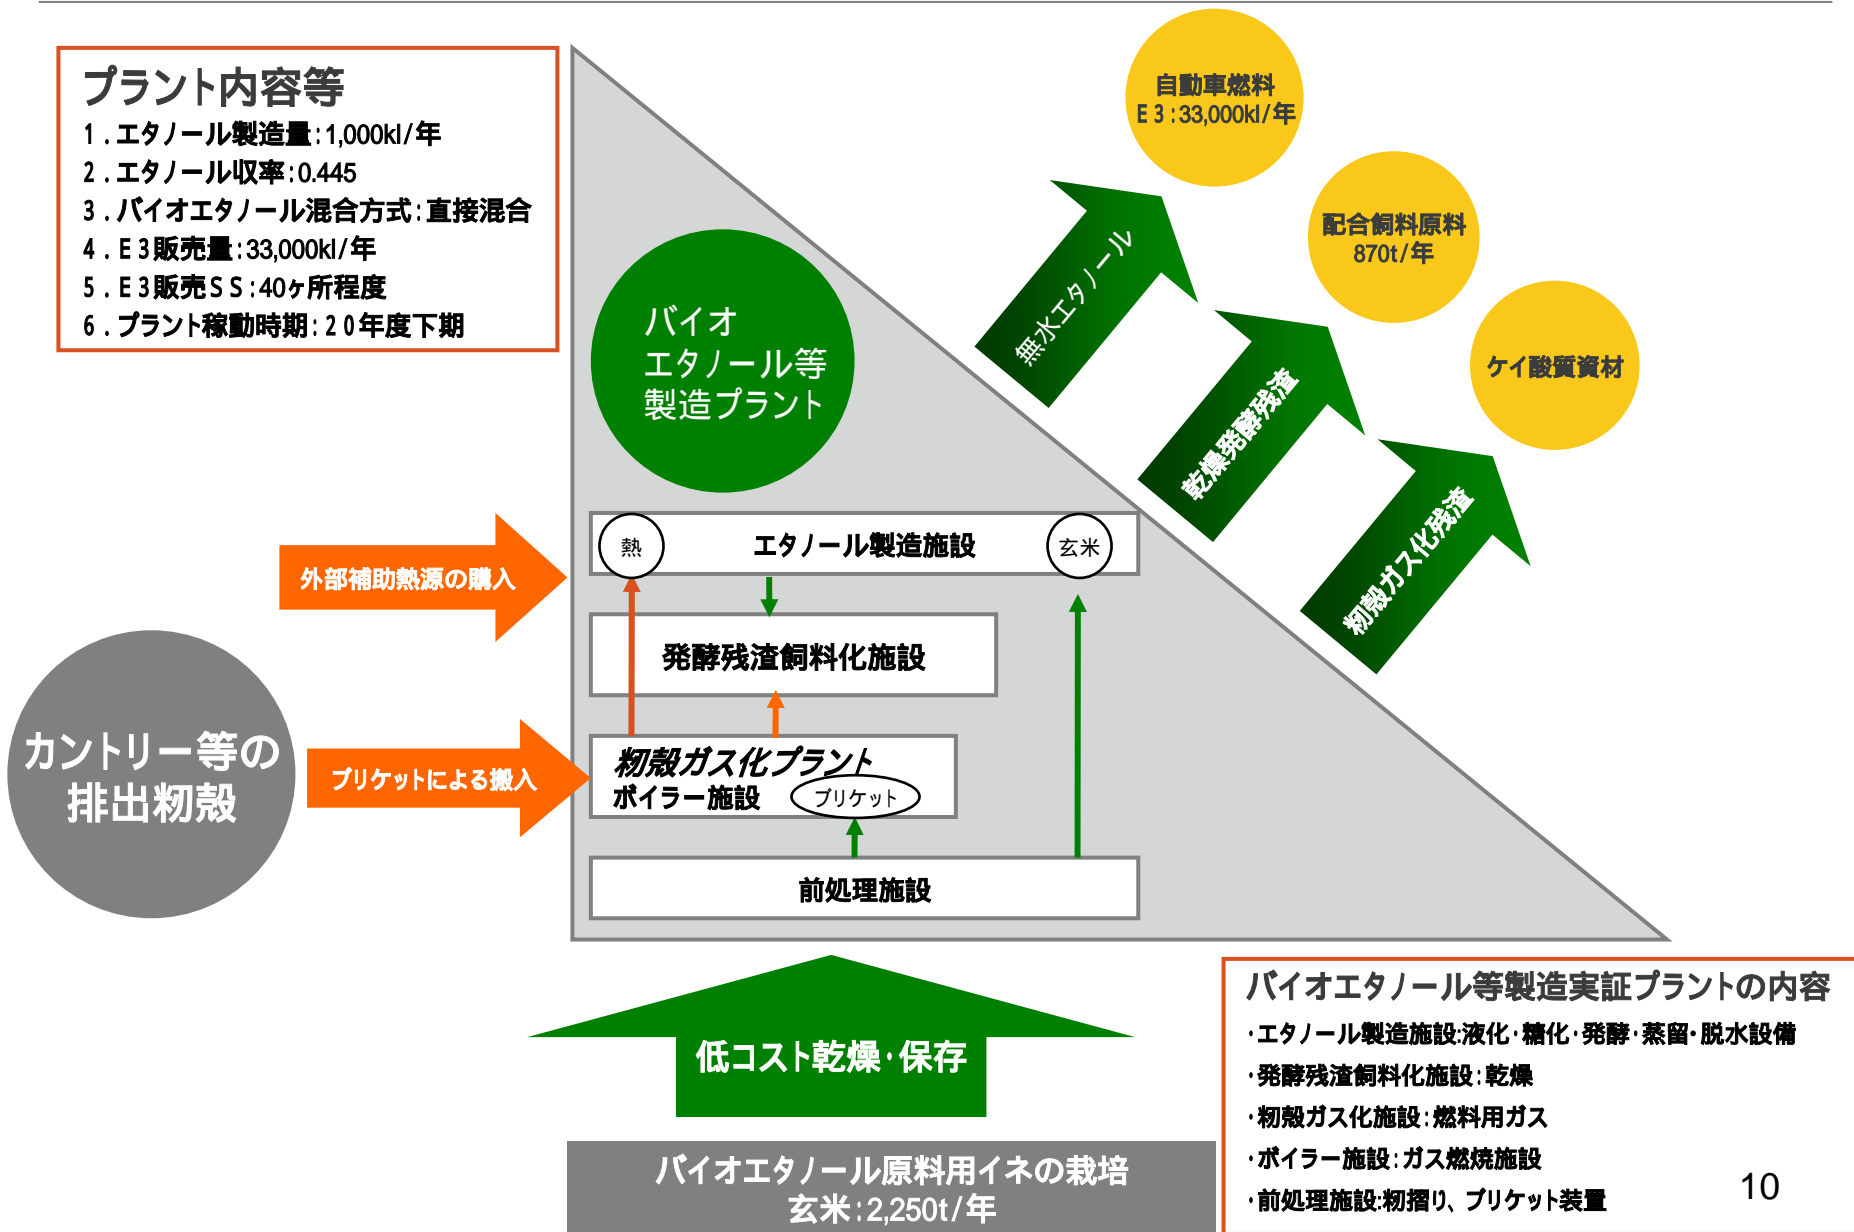 プラント内容等
1．エタノール製造量：1,000kl/年
2．エタノール収率：0.445
3．バイオエタノール混合方式：直接混合
4．E3販売量：33,000kl/年
5．E3販売SS：40ヶ所程度
6．プラント稼動時期：20年度下期
自動車燃料
E3：33,000kl/年
配合飼料原料
870t/年
ケイ酸質資材
無水エタノール
乾燥発酵残渣
籾殻ガス化残渣
バイオ
エタノール等
製造プラント
熱
エタノール製造施設
玄米
外部補助熱源の購入
発酵残渣飼料化施設
カントリー等の
排出籾殻
ブリケットによる搬入
籾殻ガス化プラント
ボイラー施設
ブリケット
前処理施設
低コスト乾燥・保存
バイオエタノール原料用イネの栽培
玄米：2,250t/年
バイオエタノール等製造実証プラントの内容
・エタノール製造施設：液化・糖化・発酵・蒸留・脱水設備
・発酵残渣飼料化施設：乾燥
・籾殻ガス化施設：燃料用ガス
・ボイラー施設：ガス燃焼施設
・前処理施設：籾摺り、ブリケット装置
10